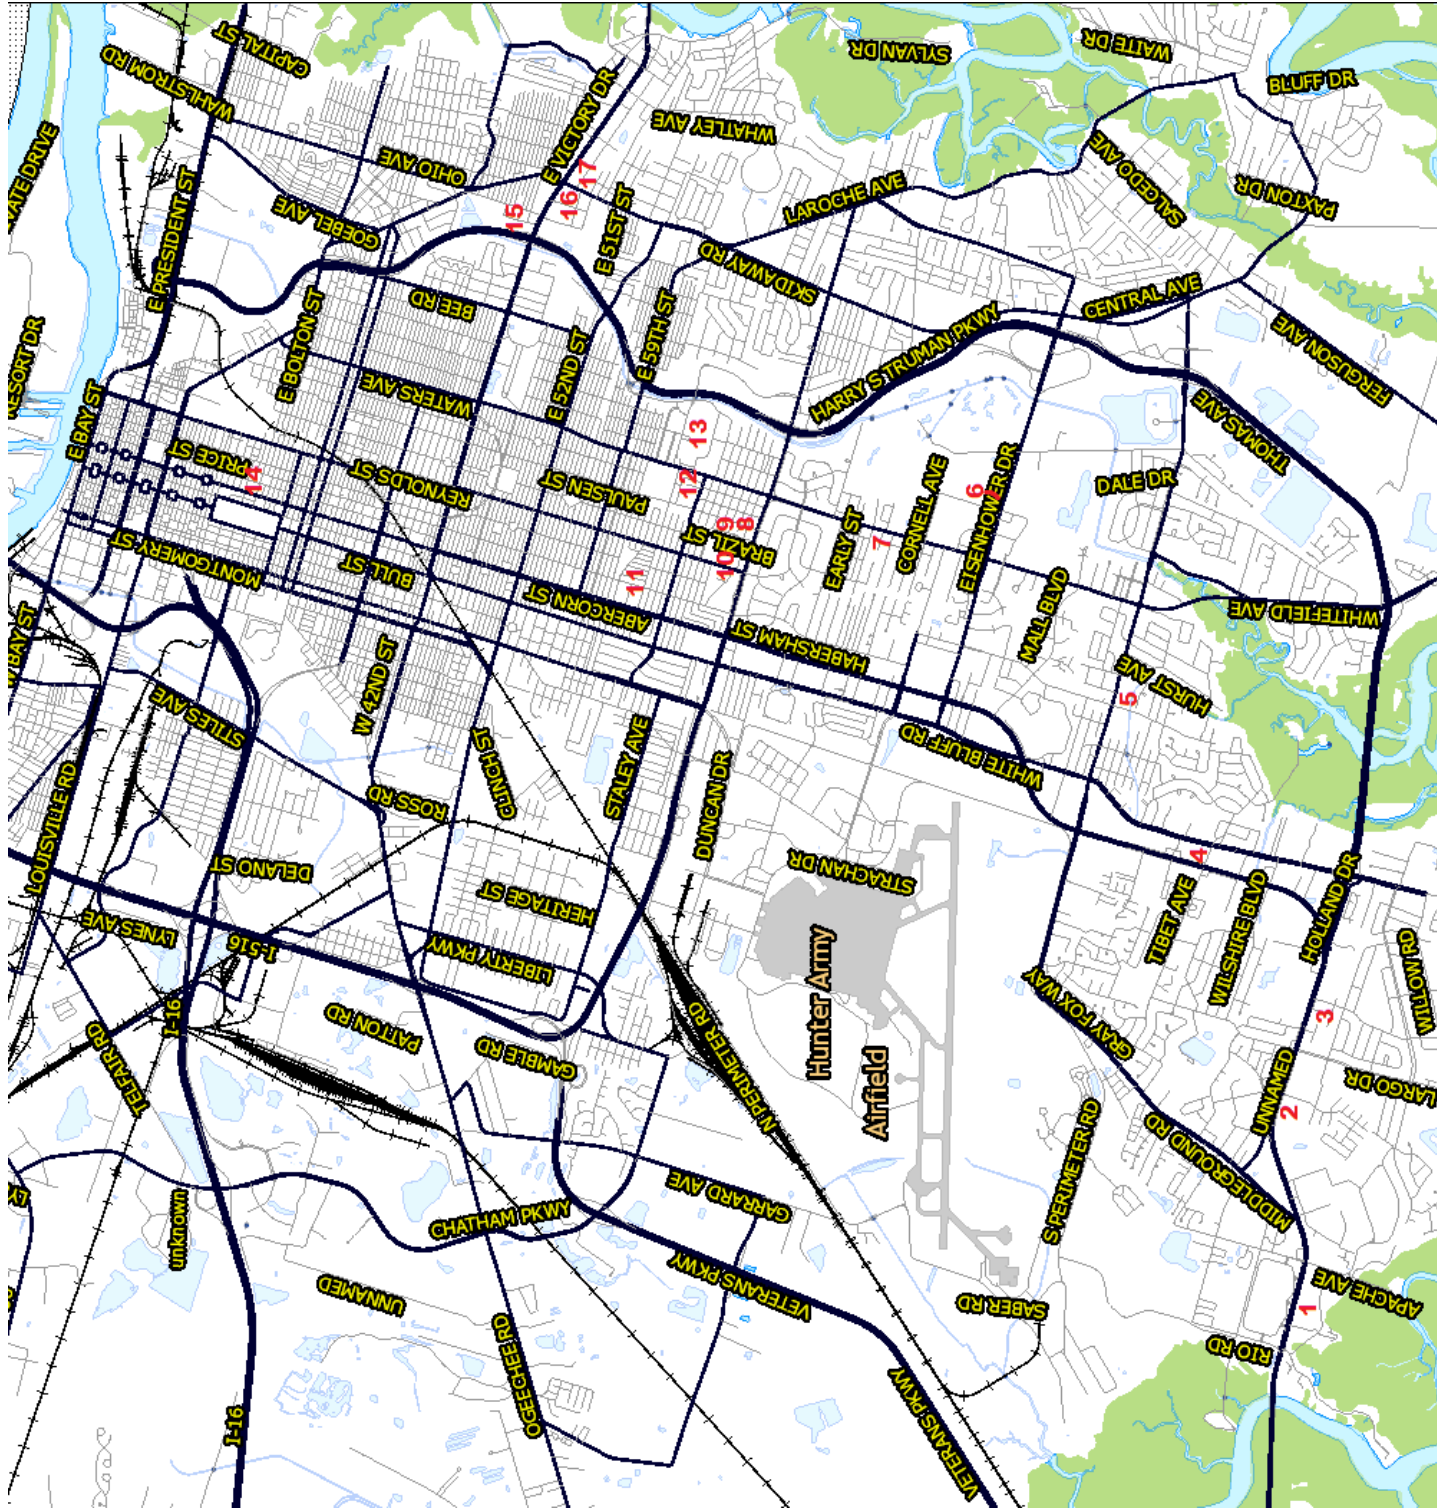 CAPITAL ST
WAHLSTROM RD
SYLVAN DR
WAITE DR
BLUFF DR
E VICTORY DR
WHATLEY AVE
OHIO AVE
E PRESIDENT ST
GOEBEL AVE
17
16
15
E 51ST ST
LAROCHE AVE
SALGEDO AVE
PAXTON DR
SKIDAWAY RD
BEE RD
E BOLTON ST
E 59TH ST
E 52ND ST
CENTRAL AVE
HARRY S TRUMAN PKWY
FERGUSON AVE
WATERS AVE
E BAY ST
THOMAS AVE
13
12
PRICE ST
14
REYNOLDS ST
PAULSEN ST
DALE DR
6
CORNELL AVE
E EISENHOWER DR
9
8
BRAZIL ST
10
EARLY ST
7
MONTGOMERY ST
BULL ST
11
ABERCORN ST
HABERSHAM ST
MALL BLVD
WHITEFIELD AVE
W 42ND ST
HURST AVE
5
STILES AVE
CLINCH ST
STALEY AVE
DUNCAN DR
WHITE BLUFF RD
LOUISVILLE RD
ROSS RD
DELANO ST
HERITAGE ST
STRACHAN DR
4
TIBET AVE
WILSHIRE BLVD
HOLLAND DR
LYNES AVE
I-516
LIBERTY PKWY
Hunter Army
Airfield
GRAY FOX WAY
WILLOW RD
3
I-16
PATTON RD
GAMBLE RD
N PERIMETER RD
TELFAIR RD
UNNAMED
LARGO DR
2
S PERIMETER RD
MIDDLEGROUND RD
GARRARD AVE
CHATHAM PKWY
unknown
VETERANS PKWY
UNNAMED
SABER RD
APACHE AVE
1
RIO RD
OGEECHEE RD
I-16
VETERANS PKWY